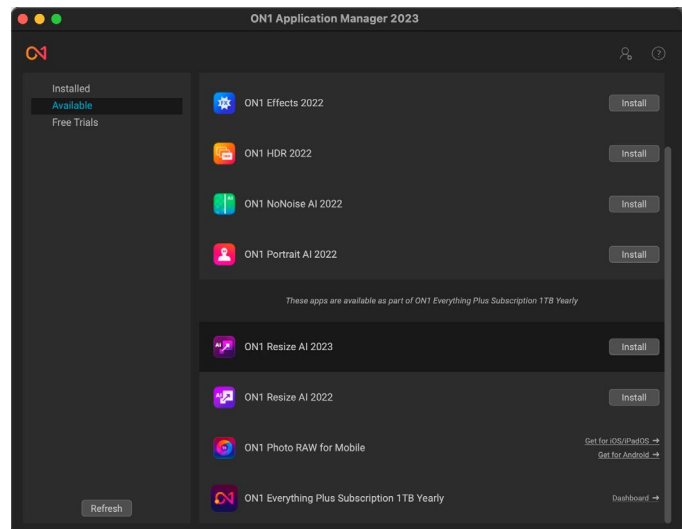 ON1 Application Manager 2023
Installed
Available
Free Trials
ON1 Effects 2022
Install
ON1 HDR 2022
Install
AI
ON1 NoNoise AI 2022
Install
ON1 Portrait AI 2022
Install
These apps are available as part of ON1 Everything Plus Subscription 1TB Yearly
AI
ON1 Resize AI 2023
Install
AI
ON1 Resize AI 2022
Install
ON1 Photo RAW for Mobile
Get for iOS/iPadOS →
Get for Android →
ON1 Everything Plus Subscription 1TB Yearly
Dashboard →
Refresh